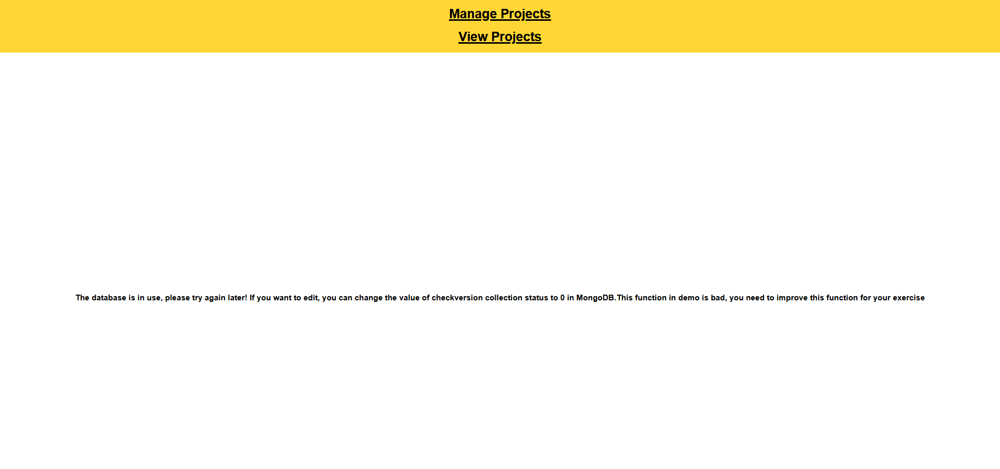 Manage Projects
View Projects
The database is in use, please try again later! If you want to edit, you can change the value of checkversion collection status to 0 in MongoDB.This function in demo is bad, you need to improve this function for your exercise